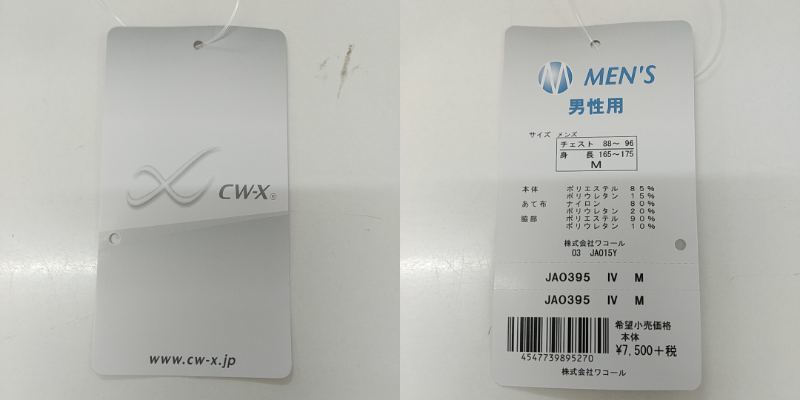 CW-X®
www.cw-x.jp
MEN'S
男性用
サイズ メンズ
チェスト 88〜 96
身 長 165〜175
M
本体 ポリエステル 85%
ポリウレタン 15%
あて布 ナイロン 80%
ポリウレタン 20%
脇部 ポリエステル 90%
ポリウレタン 10%
株式会社ワコール
03 JA015Y
JAO395 IV M
JAO395 IV M
希望小売価格
本体
¥7,500+税
4547739895270
株式会社ワコール